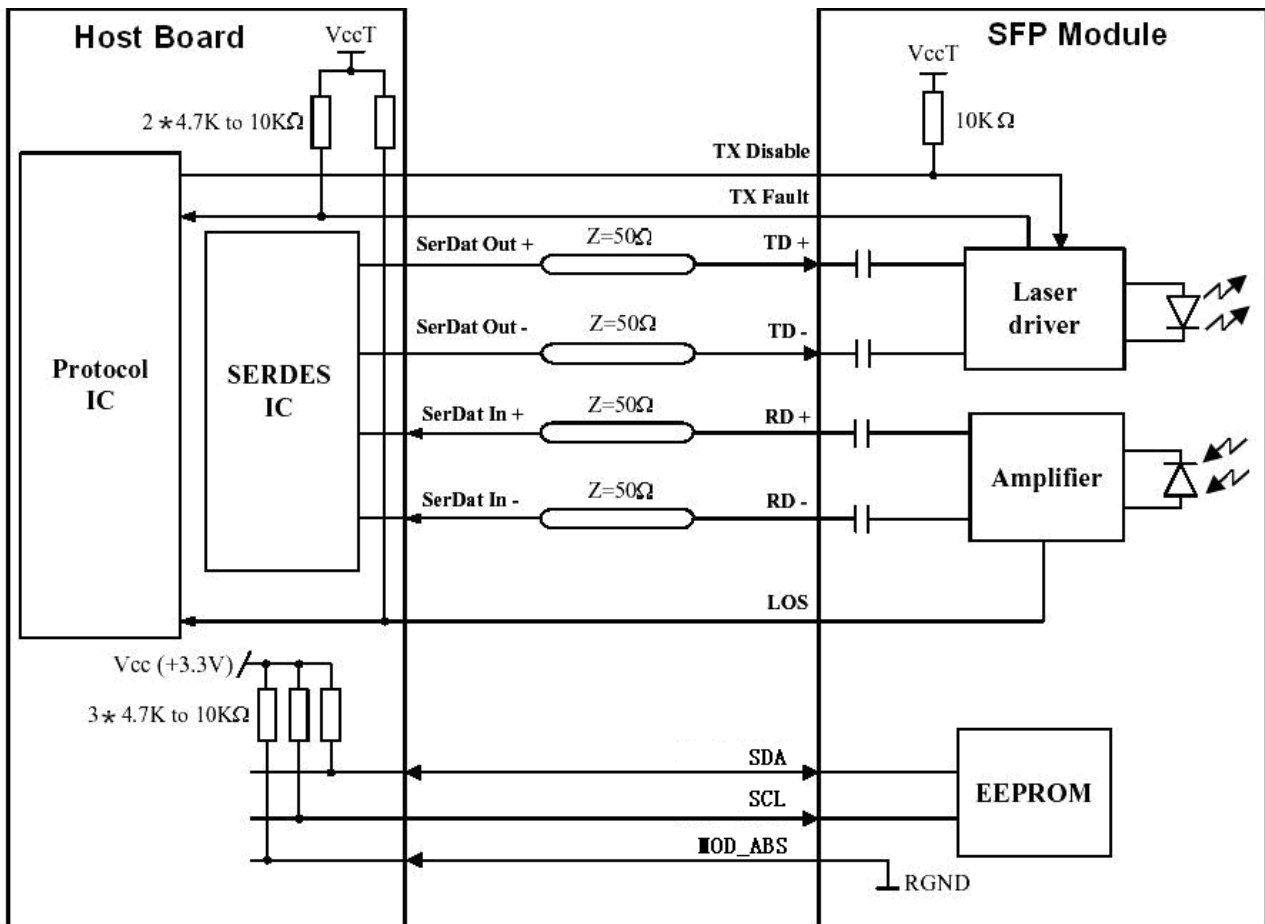 Host Board
SFP Module
VccT
VccT
2*4.7K to 10KΩ
10KΩ
TX Disable
TX Fault
SerDat Out +
Z=50Ω
TD +
Laser
driver
SerDat Out -
Z=50Ω
TD -
Protocol
IC
SERDES
IC
SerDat In +
Z=50Ω
RD +
Amplifier
SerDat In -
Z=50Ω
RD -
LOS
Vcc (+3.3V)
3* 4.7K to 10KΩ
SDA
SCL
EEPROM
MOD_ABS
RGND